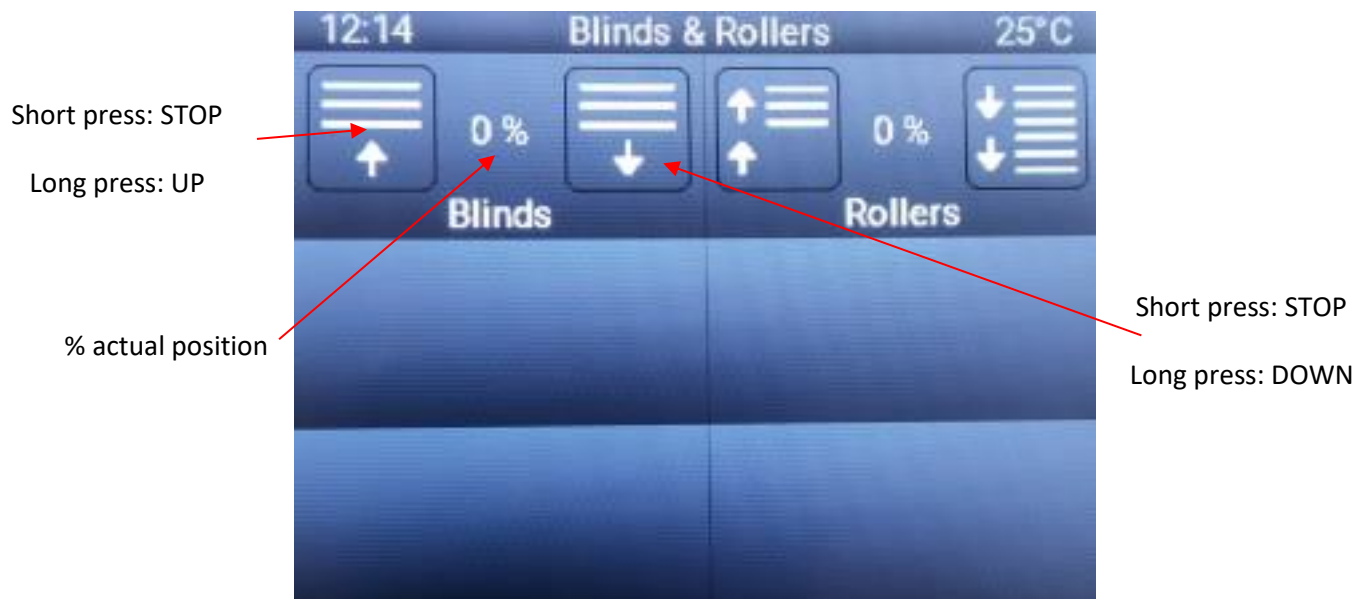 12:14 Blinds & Rollers 25°C
Short press: STOP
0 %
0 %
Long press: UP
Blinds
Rollers
Short press: STOP
% actual position
Long press: DOWN